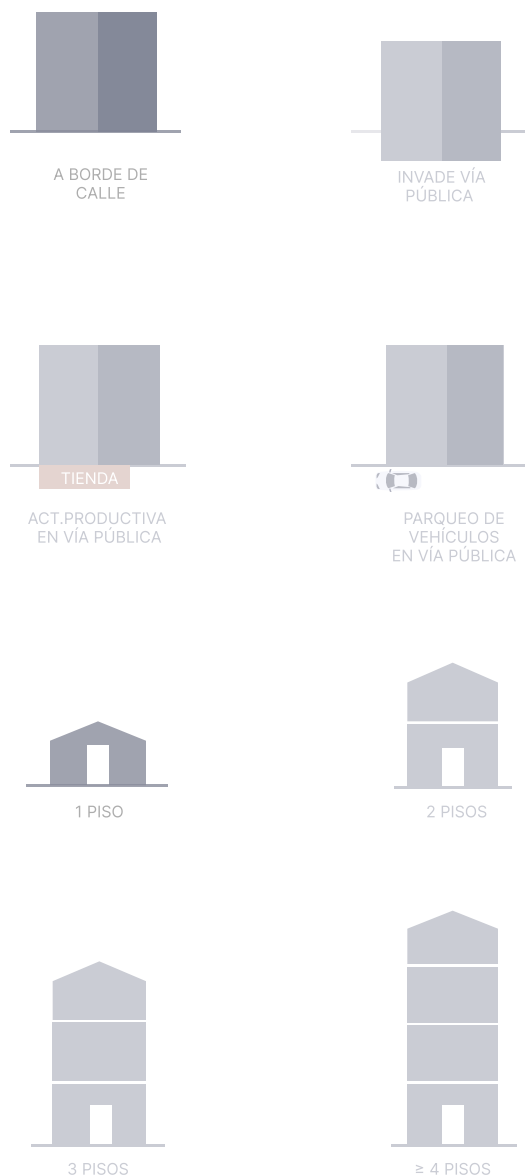 A BORDE DE
CALLE
INVADE VÍA
PÚBLICA
TIENDA
ACT.PRODUCTIVA
EN VÍA PÚBLICA
PARQUEO DE
VEHÍCULOS
EN VÍA PÚBLICA
1 PISO
2 PISOS
3 PISOS
≥ 4 PISOS